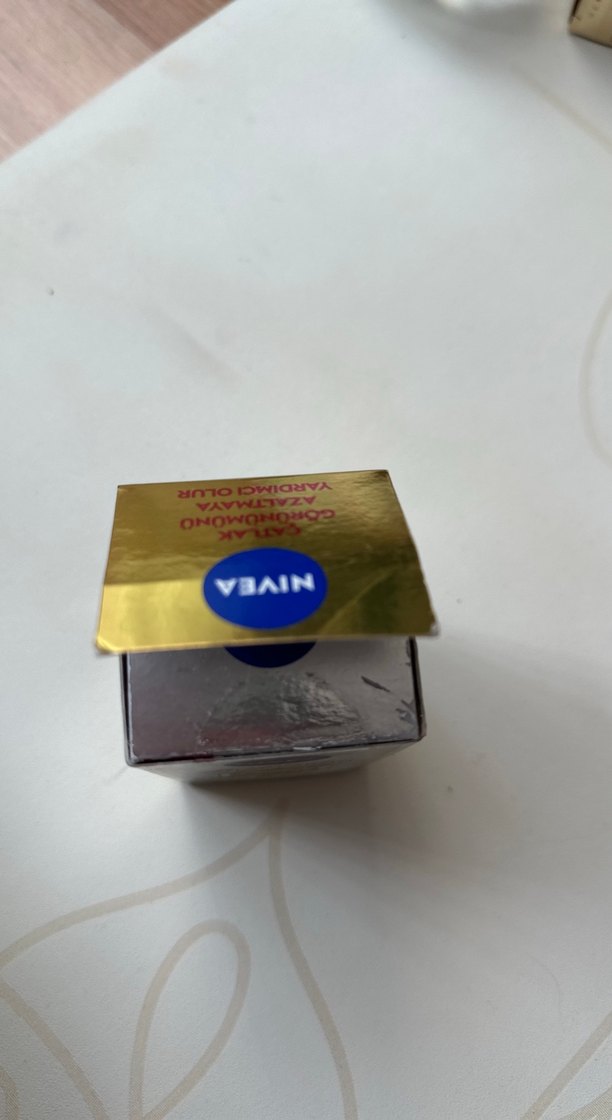 NIVEA
ÇATLAK
GÖRÜNÜMÜNÜ
AZALTMAYA
YARDIMCI OLUR